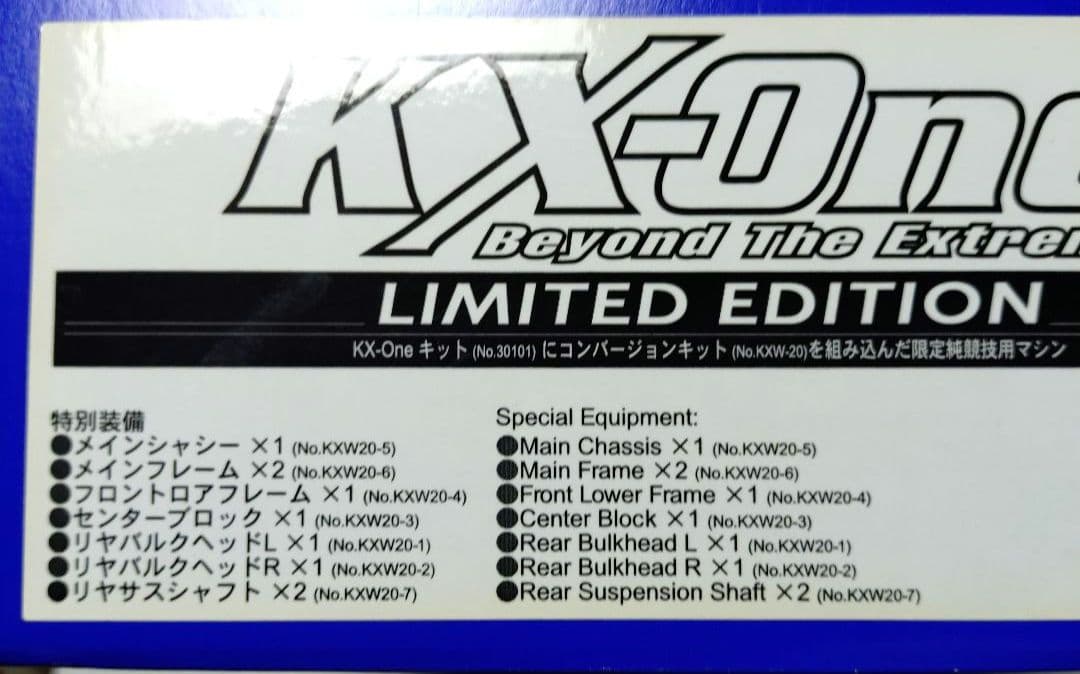 KX-One
Beyond The Extrem
LIMITED EDITION
KX-One キット (No.30101) にコンバージョンキット (No.KXW-20)を組み込んだ限定純競技用マシン
特別装備
●メインシャシー ×1 (No.KXW20-5)
●メインフレーム ×2 (No.KXW20-6)
●フロントロアフレーム ×1 (No.KXW20-4)
●センターブロック ×1 (No.KXW20-3)
●リヤバルクヘッドL ×1 (No.KXW20-1)
●リヤバルクヘッドR ×1 (No.KXW20-2)
●リヤサスシャフト ×2 (No.KXW20-7)
Special Equipment:
●Main Chassis ×1 (No.KXW20-5)
●Main Frame ×2 (No.KXW20-6)
●Front Lower Frame ×1 (No.KXW20-4)
●Center Block ×1 (No.KXW20-3)
●Rear Bulkhead L ×1 (No.KXW20-1)
●Rear Bulkhead R ×1 (No.KXW20-2)
●Rear Suspension Shaft ×2 (No.KXW20-7)